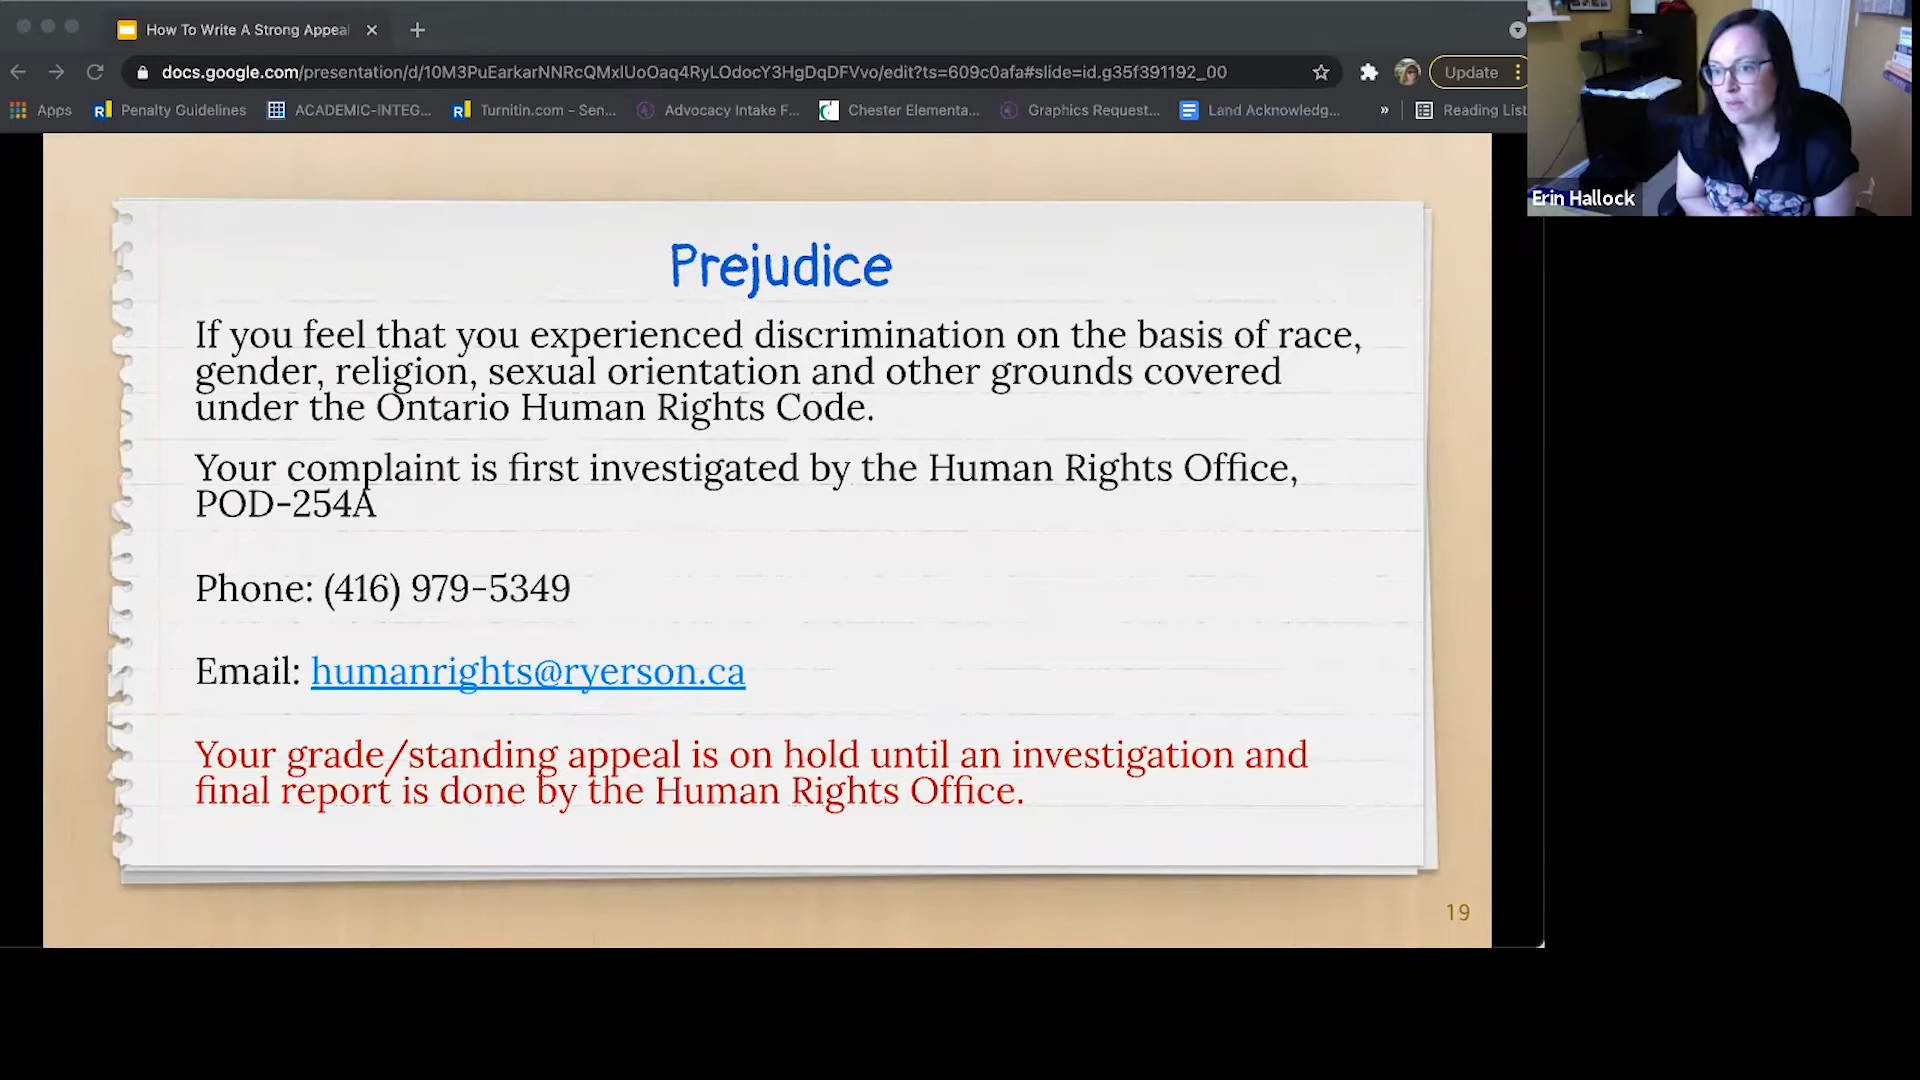 How To Write A Strong Appeal
docs.google.com/presentation/d/10M3PuEarkarNNRcQMxlUoOaq4RyLOdocY3HgDqDFVvo/edit?ts=609c0afa#slide=id.g35f391192_00
Update
Apps
Penalty Guidelines
ACADEMIC-INTEG...
Turnitin.com - Sen...
Advocacy Intake F...
Chester Elementa...
Graphics Request...
Land Acknowledg...
»
Reading List
Erin Hallock
Prejudice
If you feel that you experienced discrimination on the basis of race,
gender, religion, sexual orientation and other grounds covered
under the Ontario Human Rights Code.
Your complaint is first investigated by the Human Rights Office,
POD-254A
Phone: (416) 979-5349
Email: humanrights@ryerson.ca
Your grade/standing appeal is on hold until an investigation and
final report is done by the Human Rights Office.
19